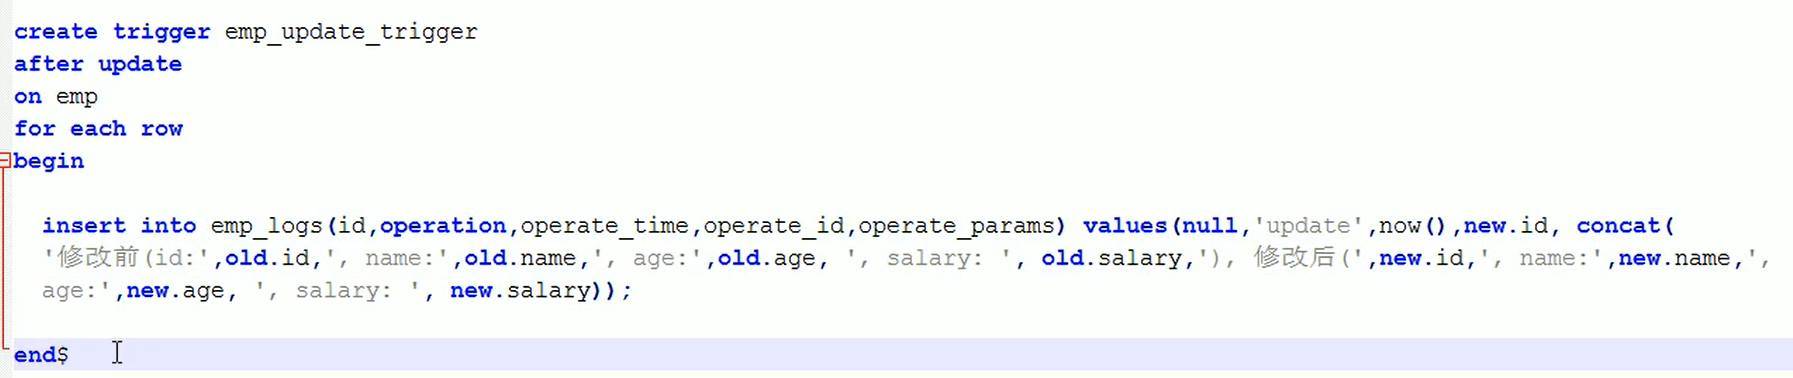 create trigger emp_update_trigger
after update
on emp
for each row
begin
insert into emp_logs(id,operation,operate_time,operate_id,operate_params) values(null,'update',now(),new.id, concat(
'修改前(id:',old.id,', name:',old.name,', age:',old.age, ', salary: ', old.salary,'), 修改后(',new.id,', name:',new.name,',
age:',new.age, ', salary: ', new.salary));
end$